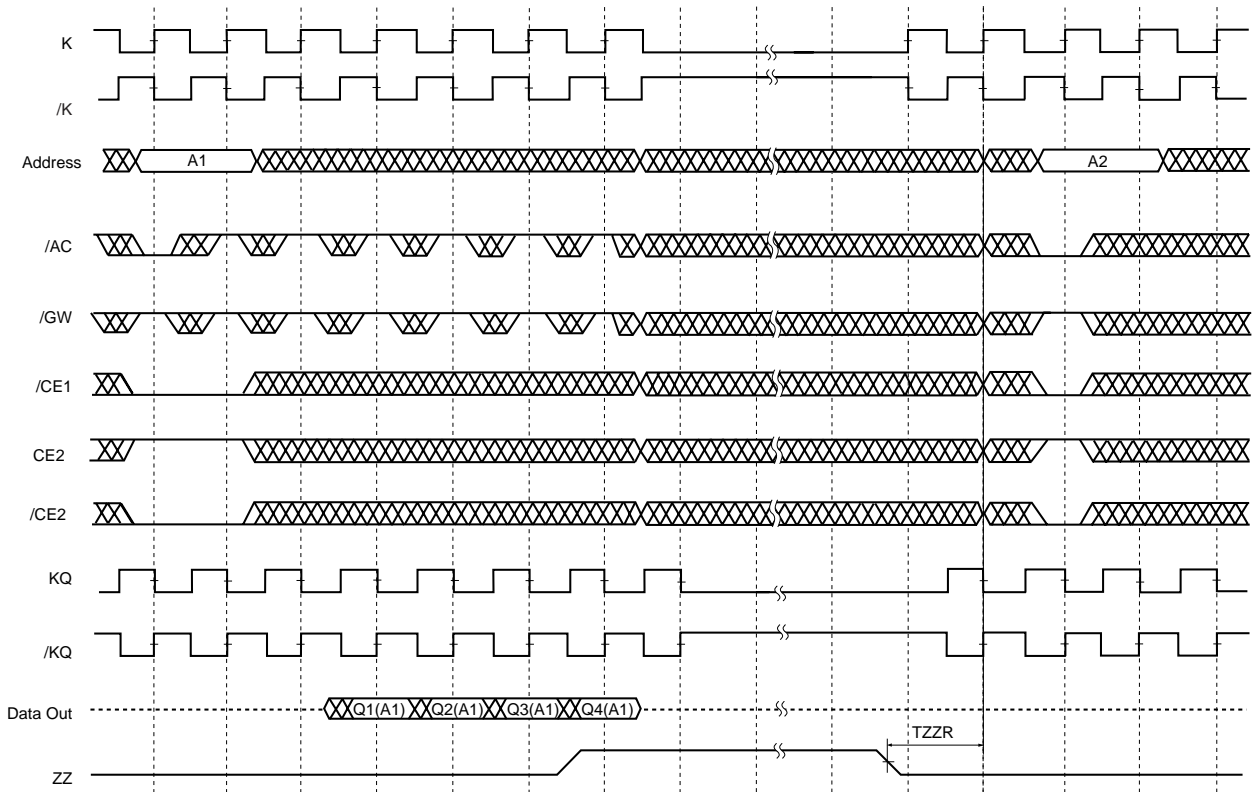 K
/K
Address
A1
A2
/AC
/GW
/CE1
CE2
/CE2
KQ
/KQ
Data Out
Q1(A1)
Q2(A1)
Q3(A1)
Q4(A1)
TZZR
ZZ